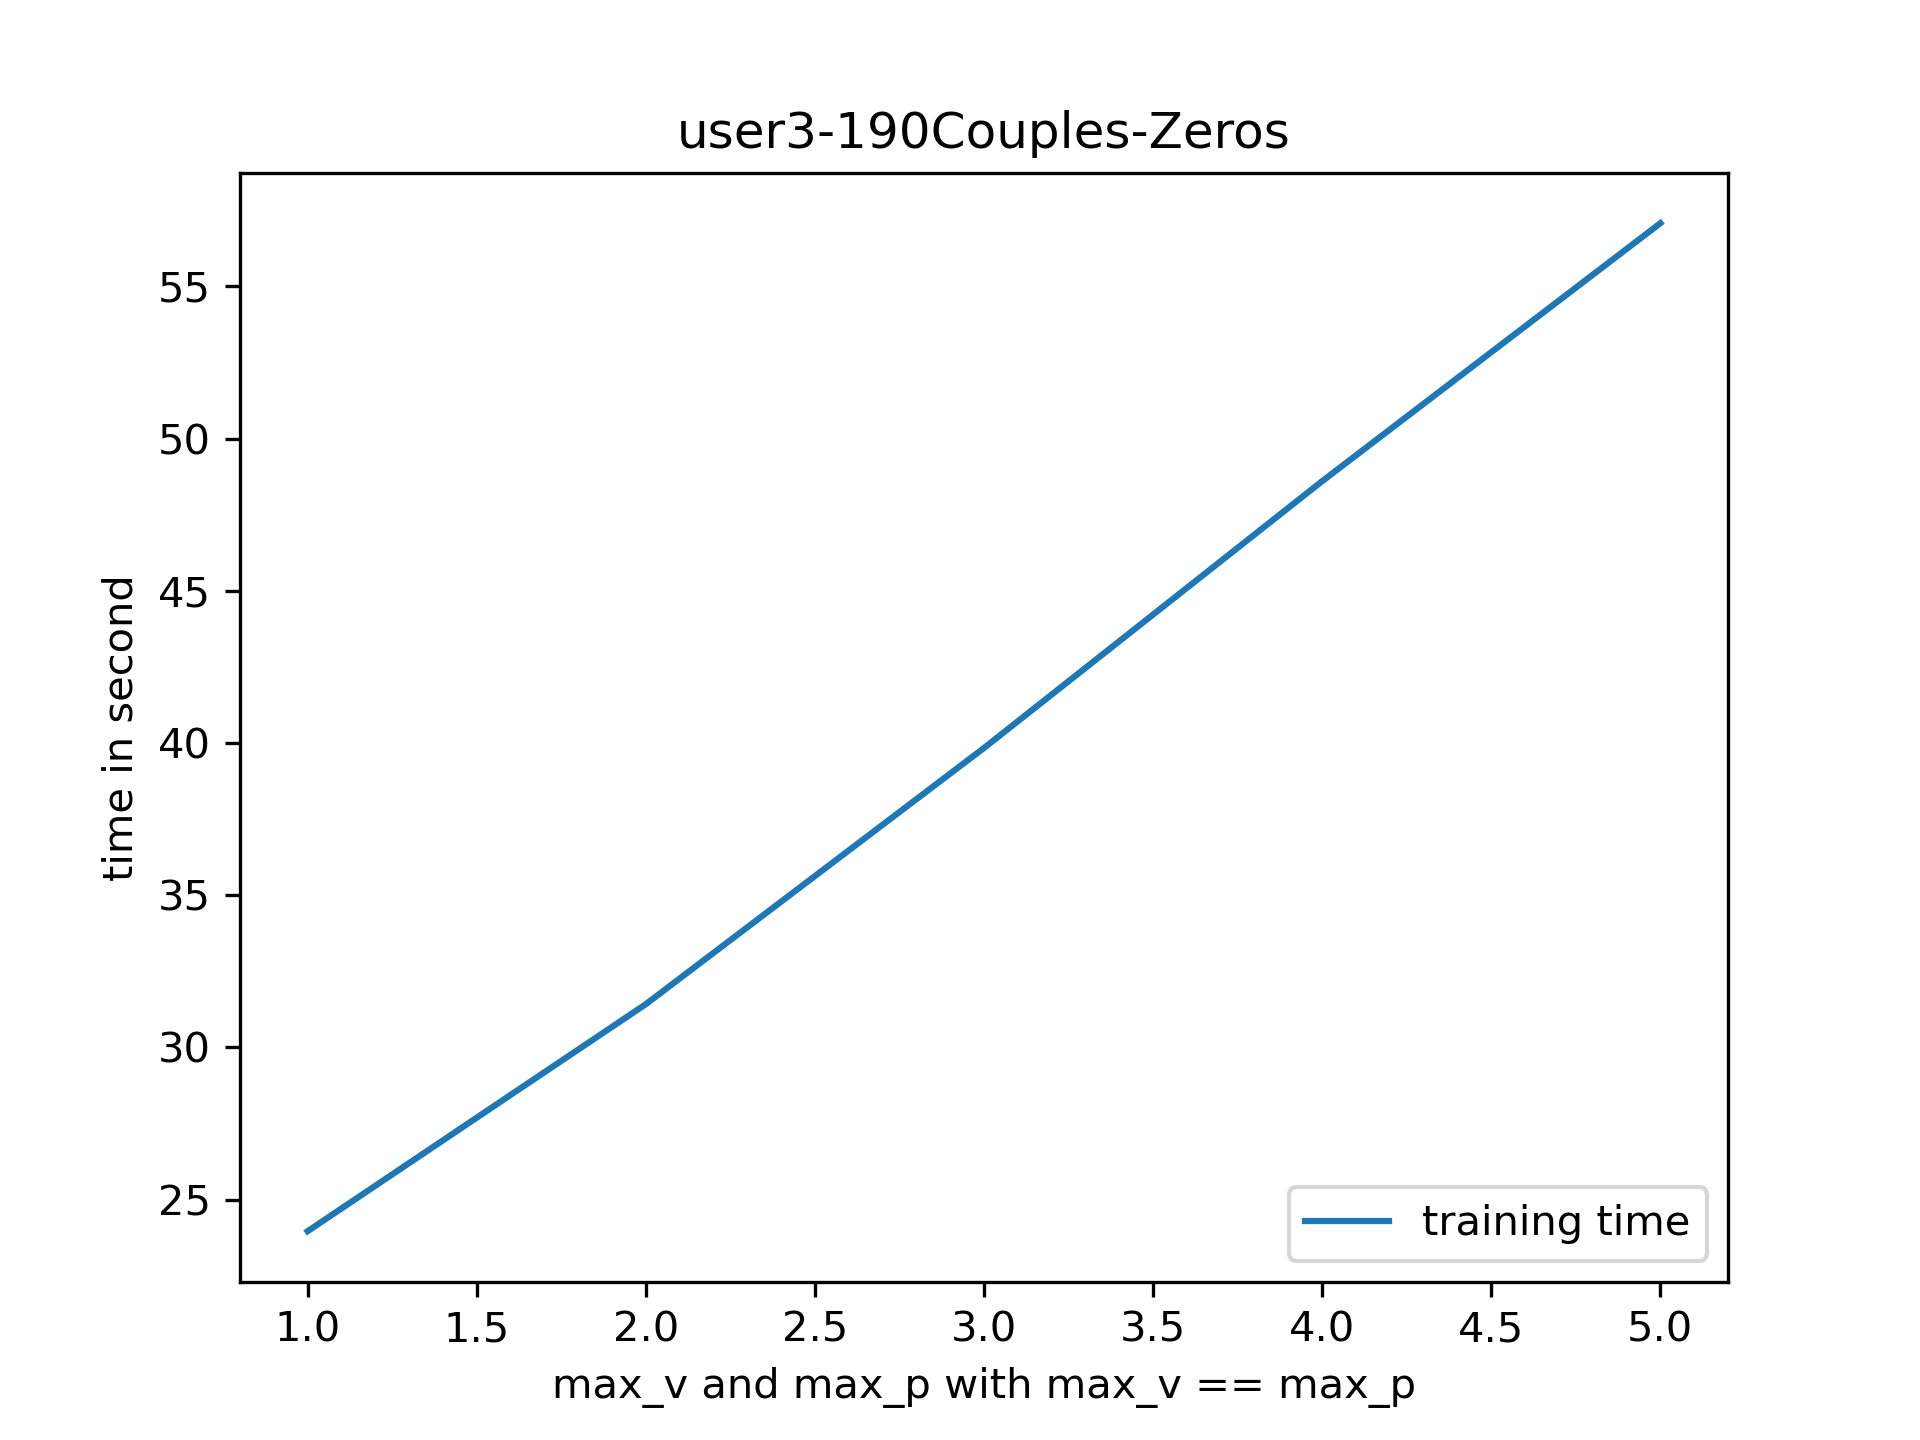 user3-190Couples-Zeros
55
50
45
40
35
30
25
time in second
training time
1.0 1.5 2.0 2.5 3.0 3.5 4.0 4.5 5.0
max_v and max_p with max_v == max_p